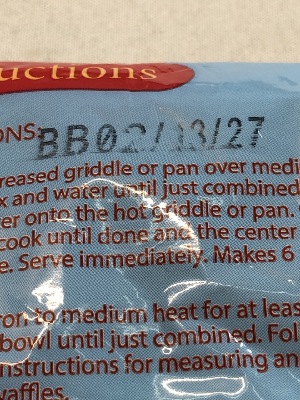 uctions
ONS:
BB02/13/27
reased griddle or pan over medi
x and water until just combined
er onto the hot griddle or pan.
cook until done and the center
e. Serve immediately. Makes 6
ron to medium heat for at leas
bowl until just combined. Fol
nstructions for measuring an
waffles.